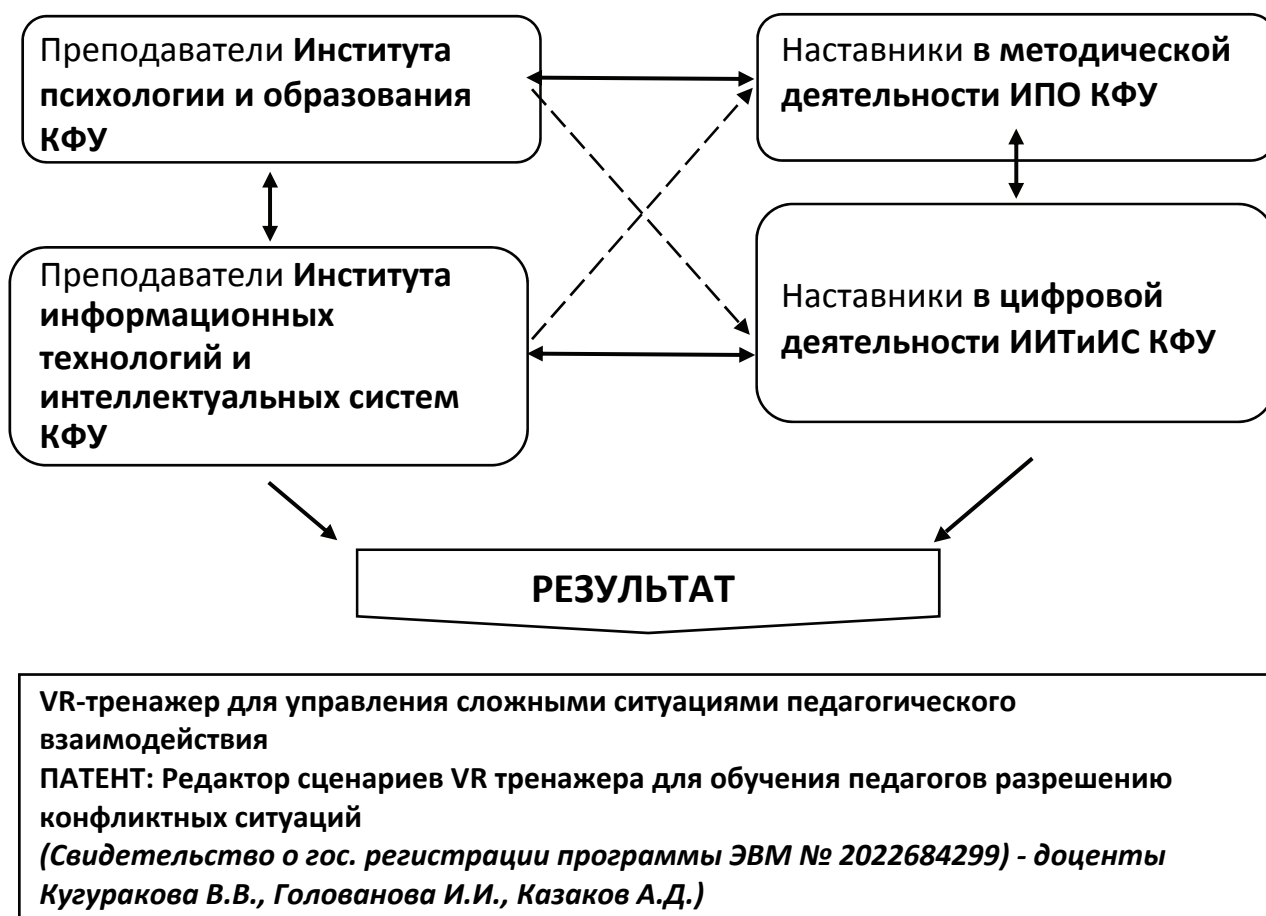 Преподаватели Института
психологии и образования
КФУ
Наставники в методической
деятельности ИПО КФУ
Преподаватели Института
информационных
технологий и
интеллектуальных систем
КФУ
Наставники в цифровой
деятельности ИИТиИС КФУ
РЕЗУЛЬТАТ
VR-тренажер для управления сложными ситуациями педагогического
взаимодействия
ПАТЕНТ: Редактор сценариев VR тренажера для обучения педагогов разрешению
конфликтных ситуаций
(Свидетельство о гос. регистрации программы ЭВМ № 2022684299) - доценты
Кугуракова В.В., Голованова И.И., Казаков А.Д.)